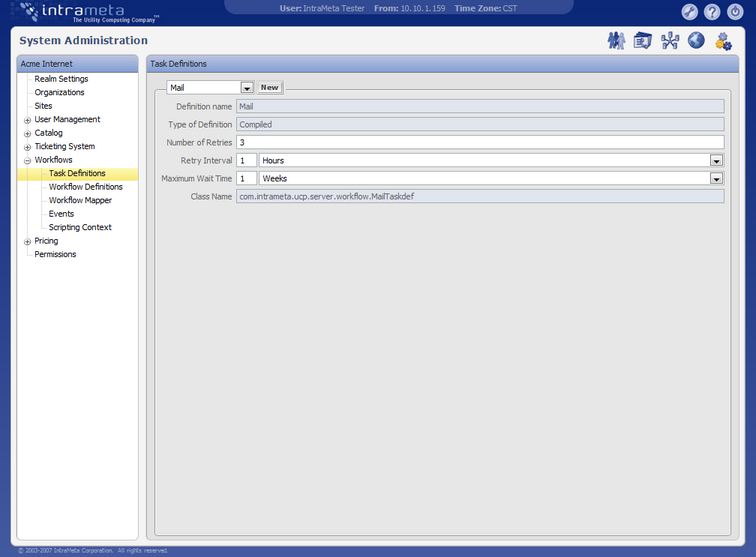 intrameta
The Utility Computing Company™
User: IntraMeta Tester From: 10.10.1.159 Time Zone: CST
System Administration
Acme Internet
Realm Settings
Organizations
Sites
User Management
Catalog
Ticketing System
Workflows
Task Definitions
Workflow Definitions
Workflow Mapper
Events
Scripting Context
Pricing
Permissions
Task Definitions
Mail New
Definition name Mail
Type of Definition Compiled
Number of Retries 3
Retry Interval 1 Hours
Maximum Wait Time 1 Weeks
Class Name com.intrameta.ucp.server.workflow.MailTaskdef
© 2003-2007 IntraMeta Corporation. All rights reserved.